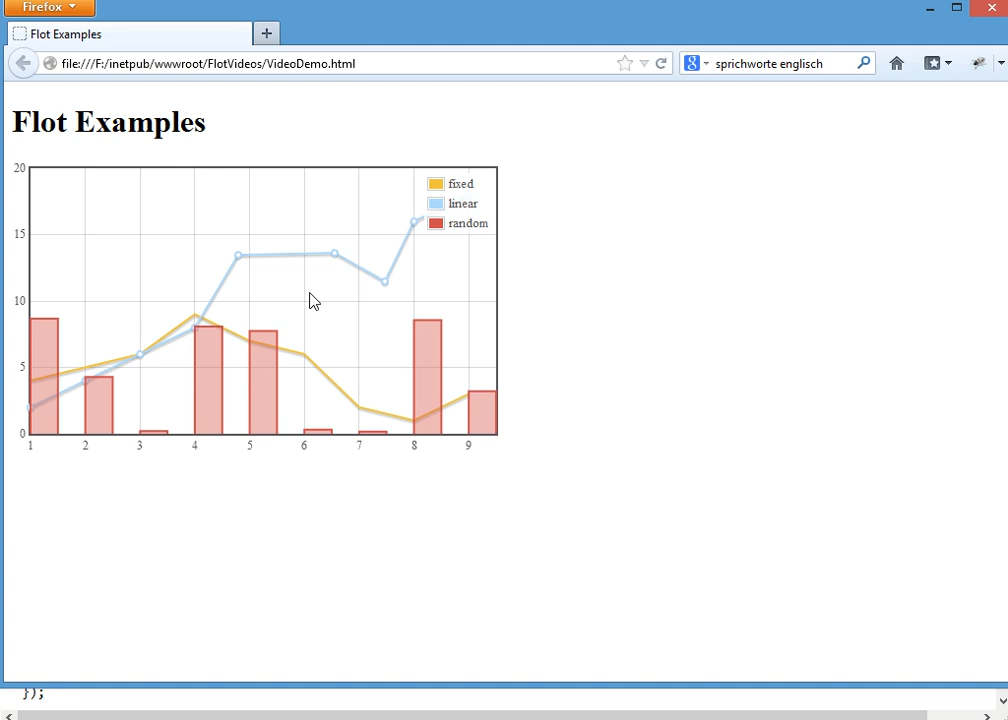 Firefox
Flot Examples
file:///F:/inetpub/wwwroot/FlotVideos/VideoDemo.html
sprichworte englisch
Flot Examples
20
15
10
5
0
1 2 3 4 5 6 7 8 9
fixed
linear
random
});